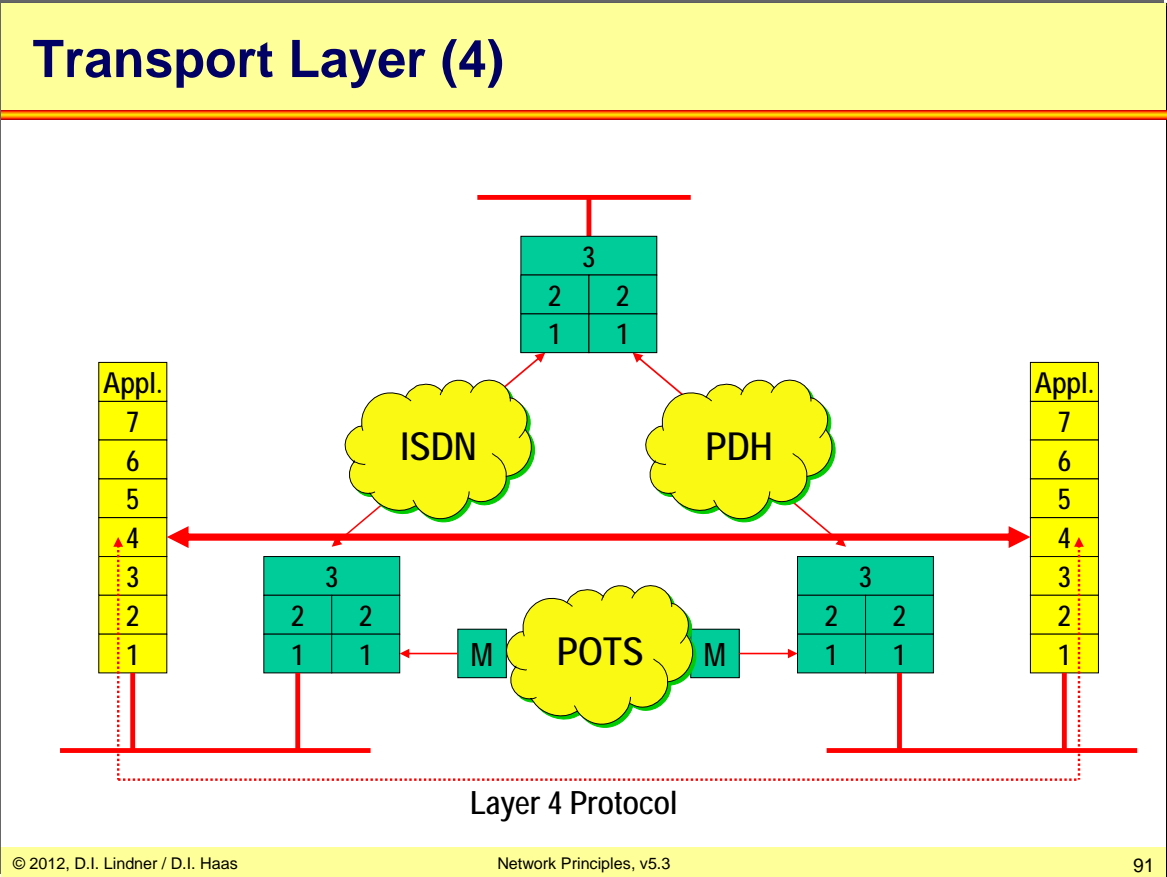 Transport Layer (4)
3
2 2
1 1
Appl.
7
6
5
4
3
2
1
ISDN
PDH
Appl.
7
6
5
4
3
2
1
3
2 2
1 1
M
POTS
M
3
2 2
1 1
Layer 4 Protocol
© 2012, D.I. Lindner / D.I. Haas
Network Principles, v5.3
91